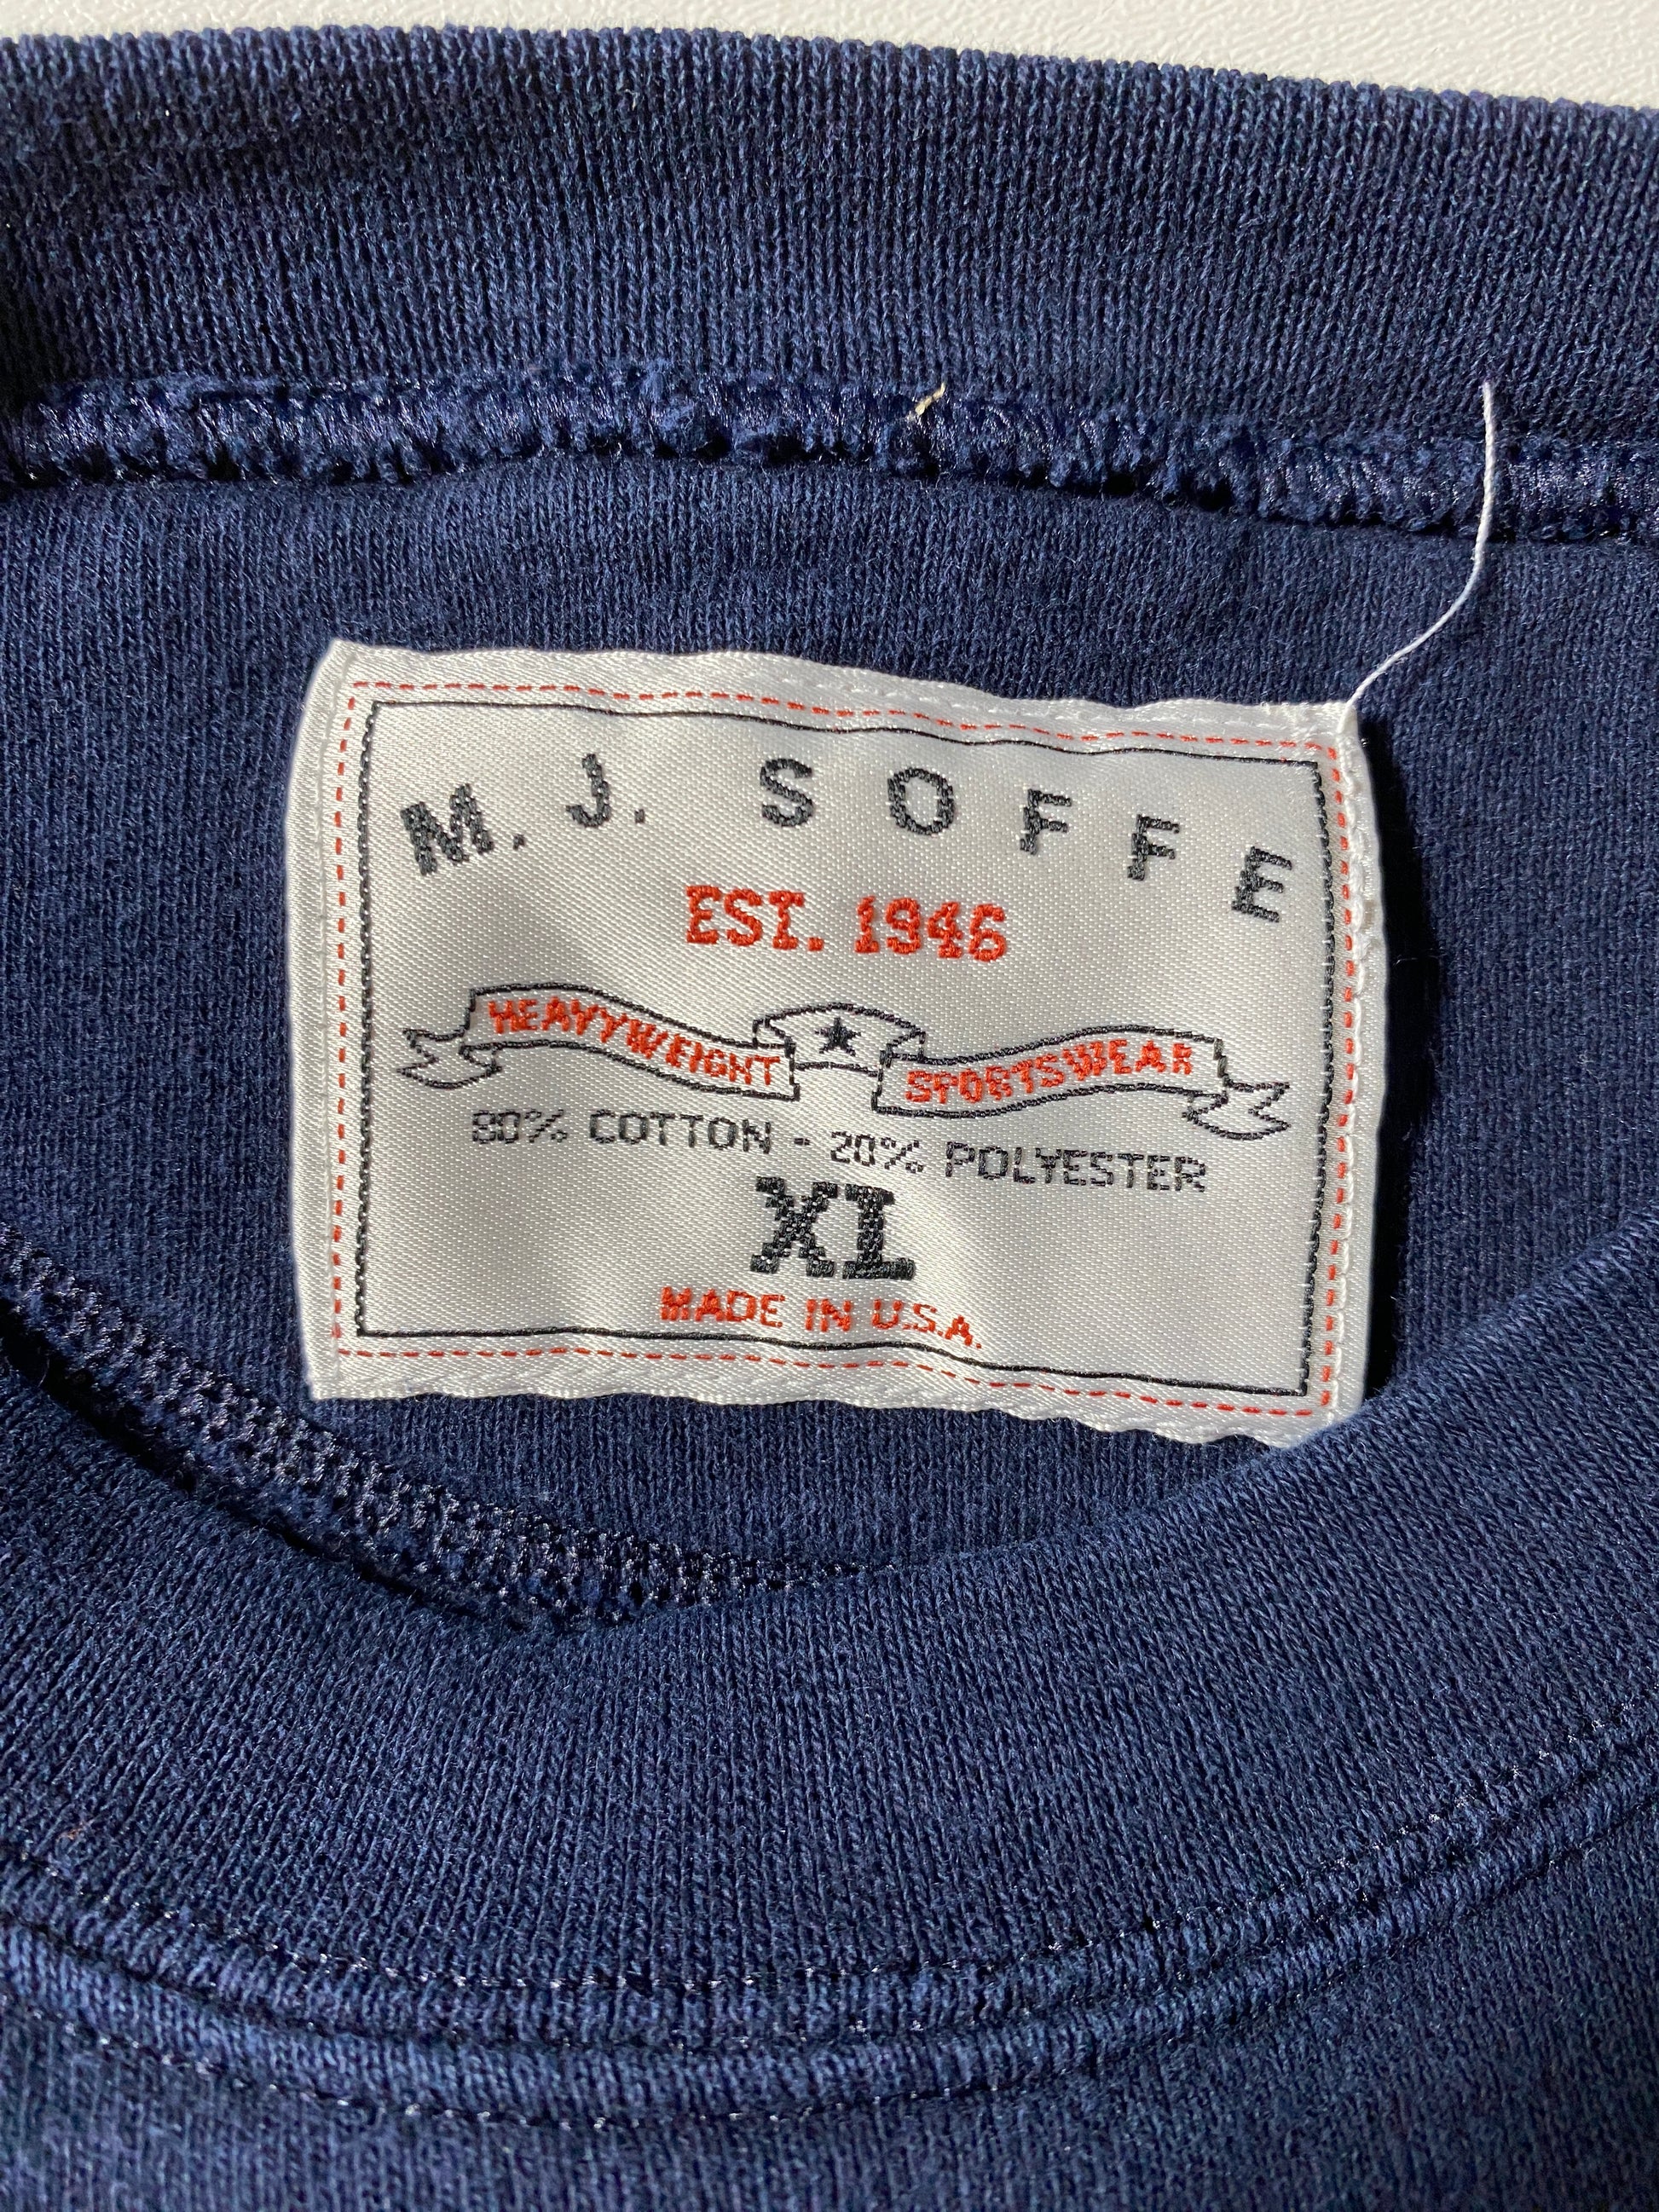 M. J. SOFFE
EST. 1946
HEAVYWEIGHT SPORTSWEAR
80% COTTON - 20% POLYESTER
XL
MADE IN U.S.A.